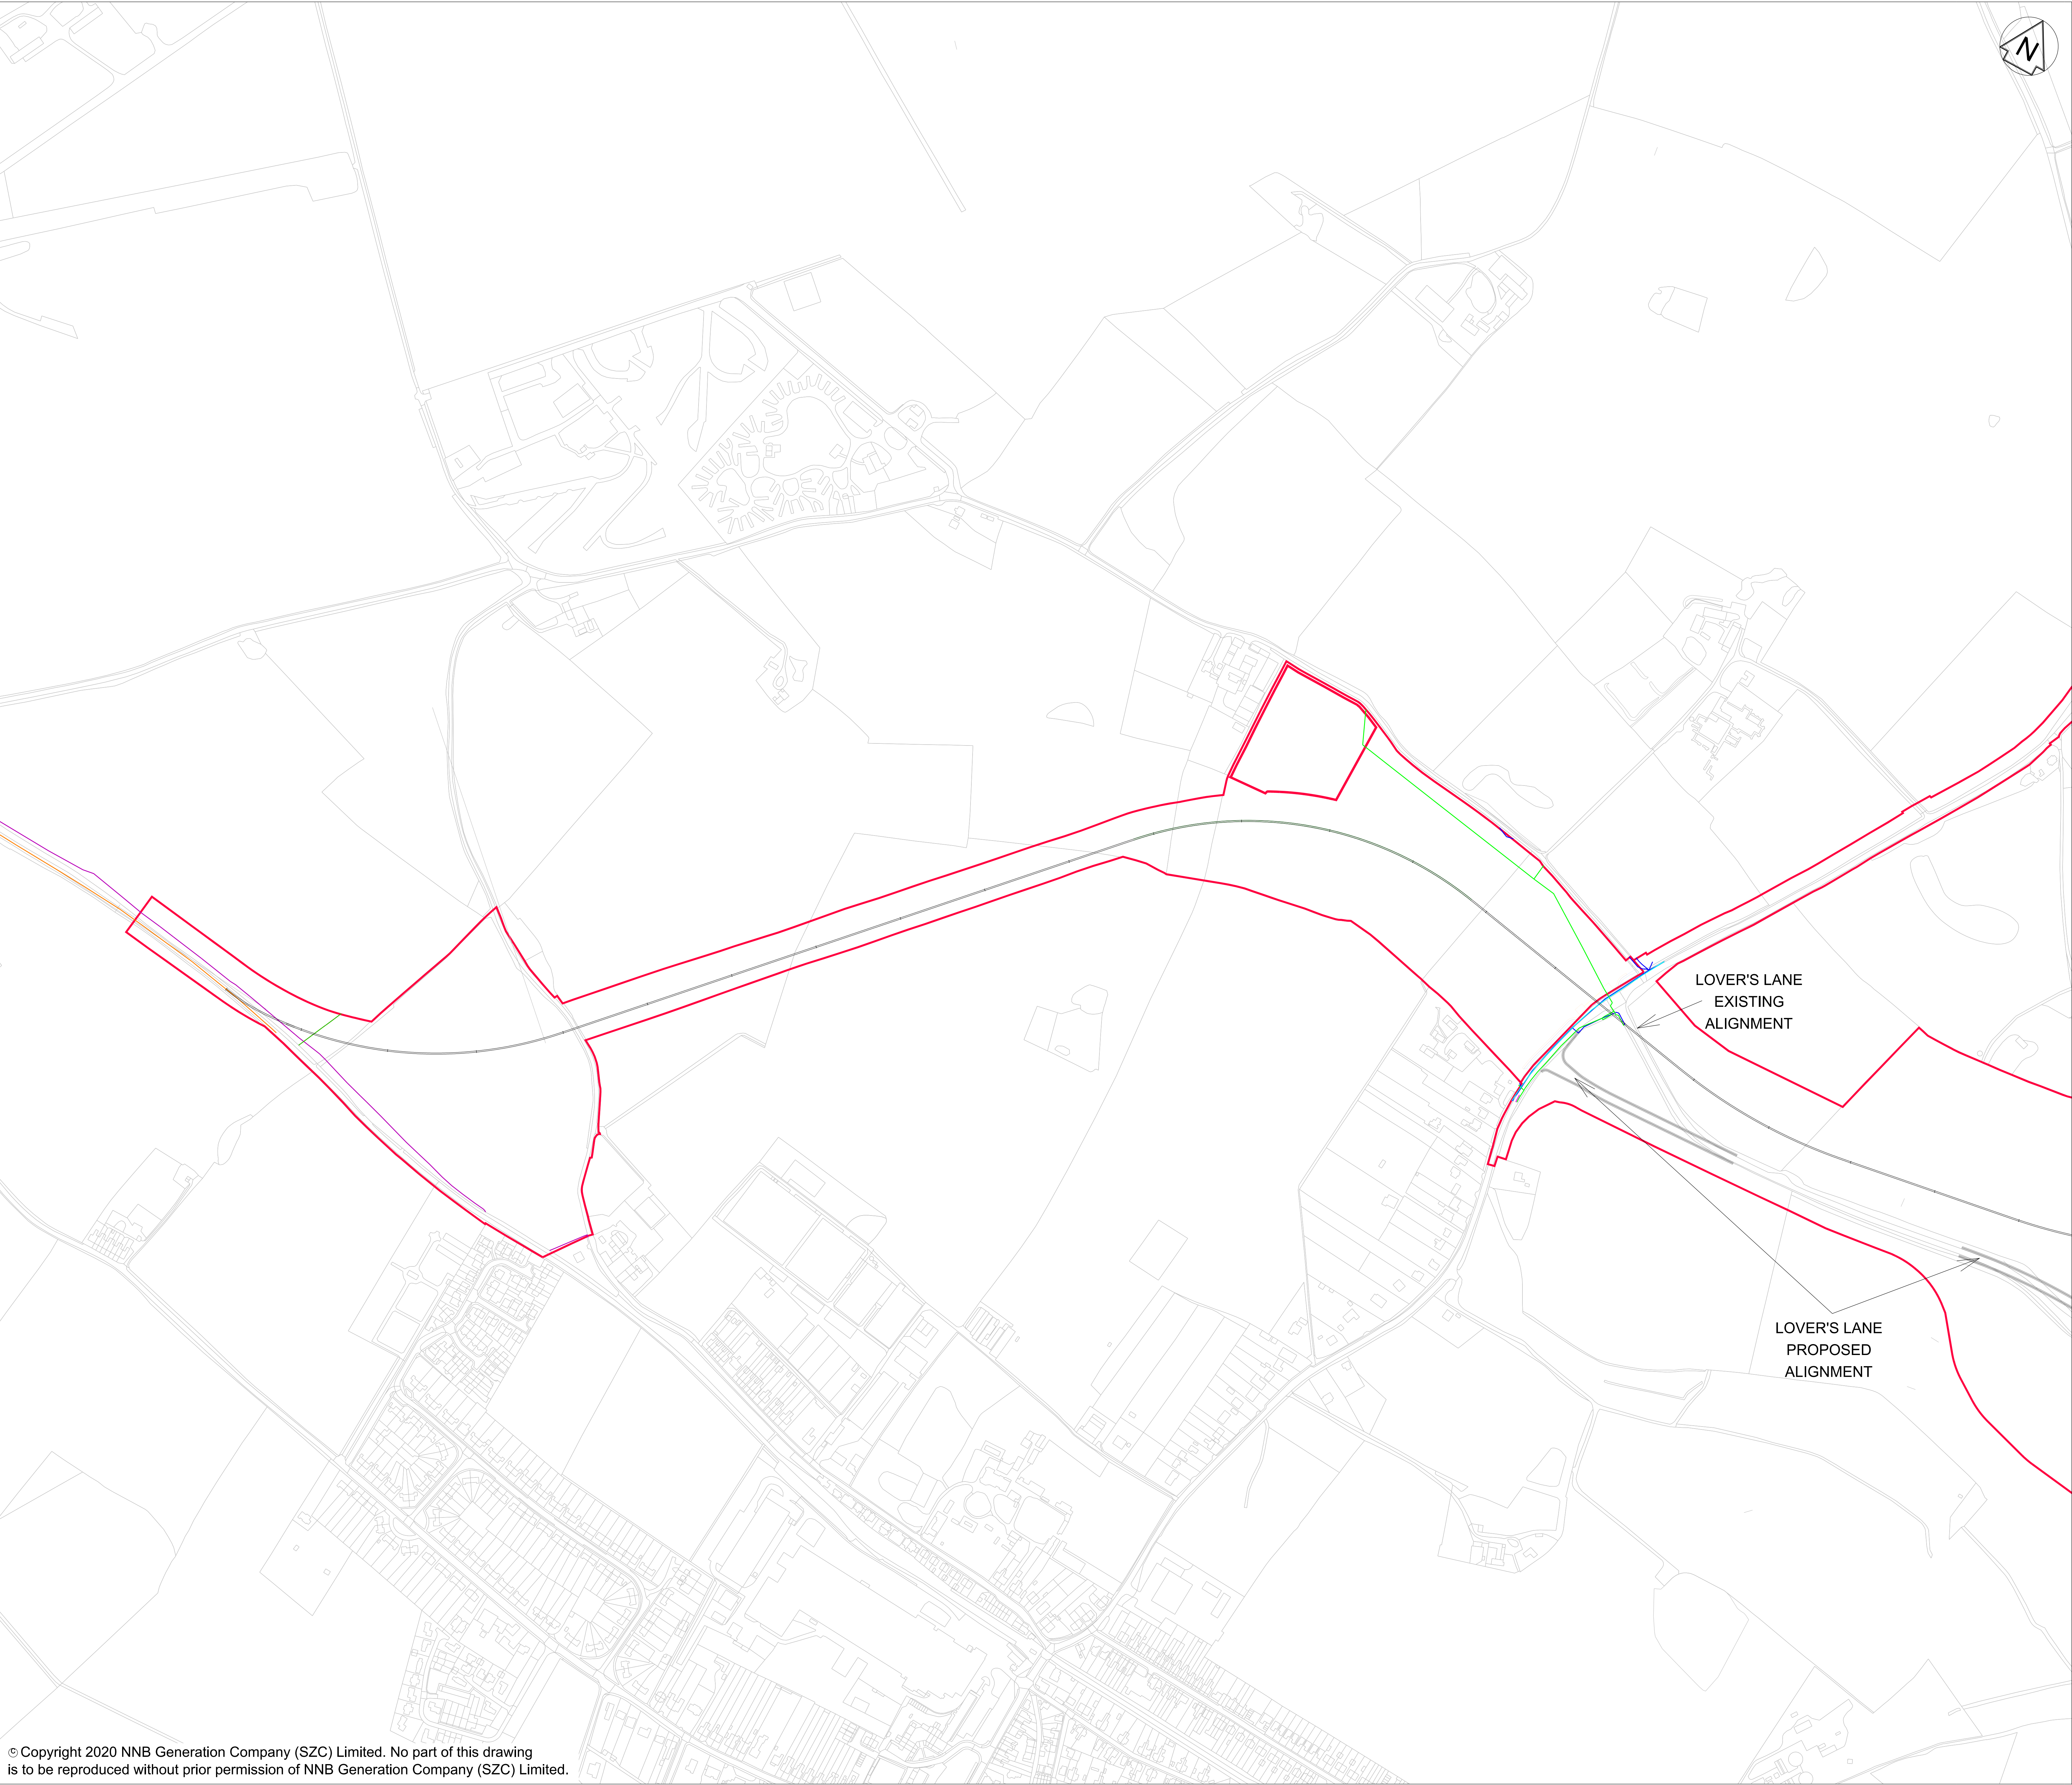 N
LOVER'S LANE
EXISTING
ALIGNMENT
LOVER'S LANE
PROPOSED
ALIGNMENT
© Copyright 2020 NNB Generation Company (SZC) Limited. No part of this drawing
is to be reproduced without prior permission of NNB Generation Company (SZC) Limited.